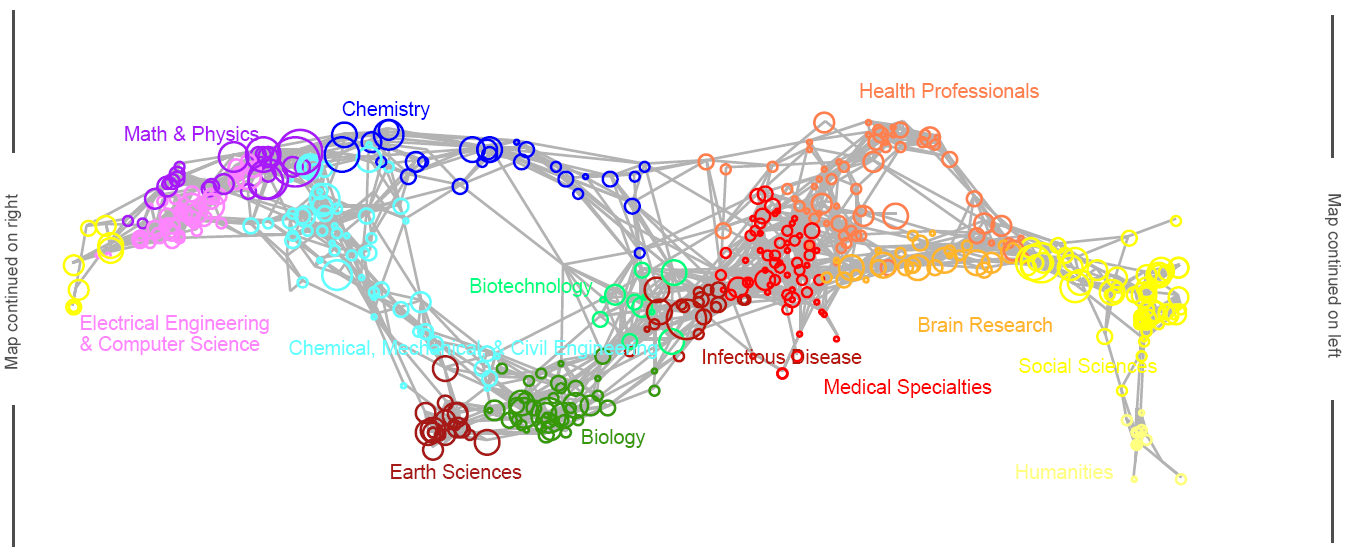 Map continued on right
Health Professionals
Chemistry
Math & Physics
Map continued on left
Biotechnology
Electrical Engineering
& Computer Science
Chemical, Mechanical, & Civil Engineering
Brain Research
Infectious Disease
Social Sciences
Medical Specialties
Biology
Earth Sciences
Humanities